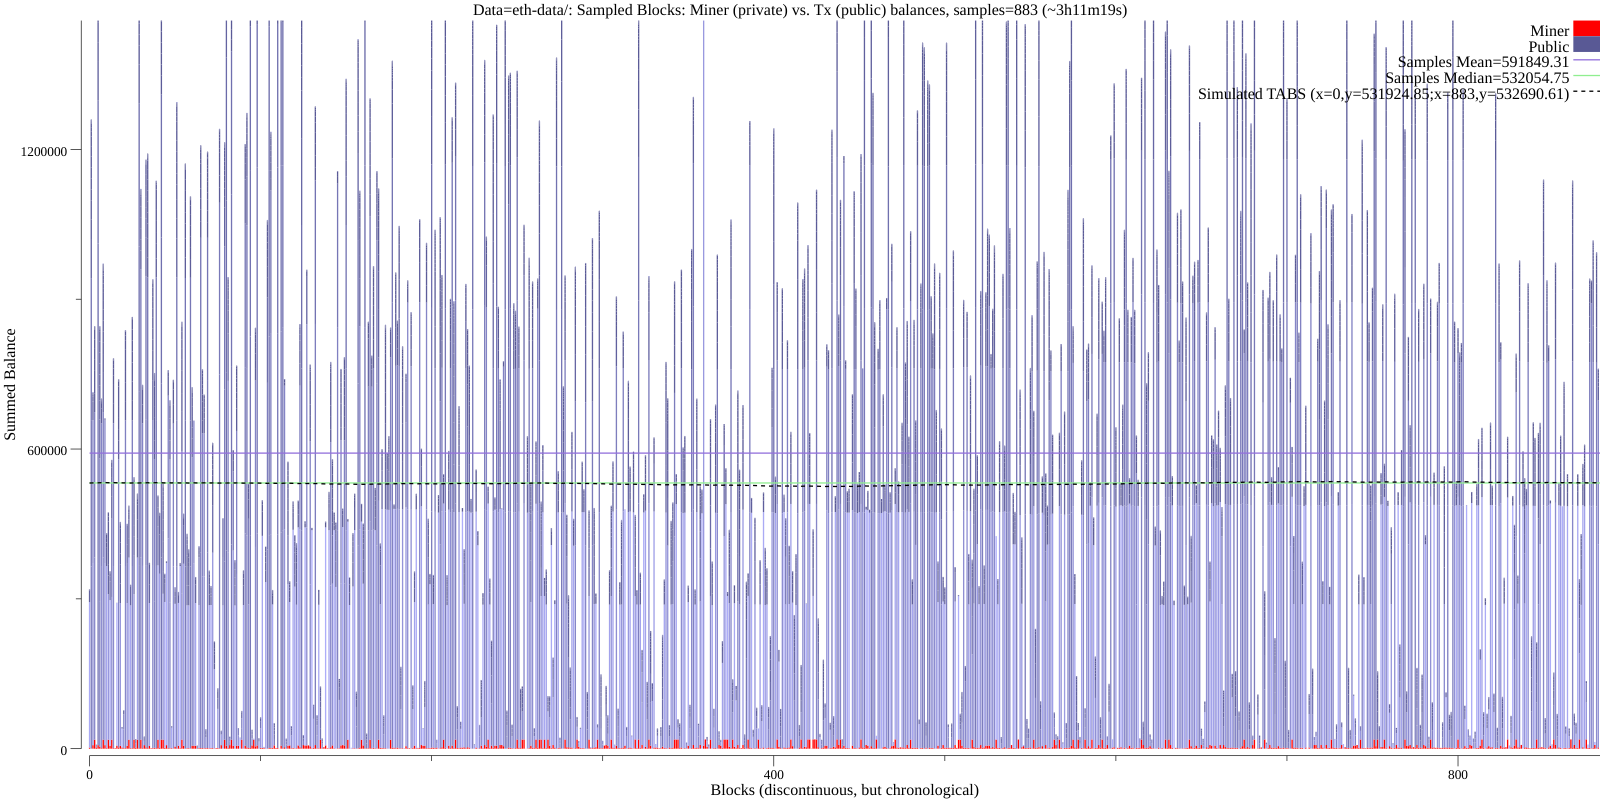 Data=eth-data/: Sampled Blocks: Miner (private) vs. Tx (public) balances, samples=883 (~3h11m19s)
Miner
Public
Samples Mean=591849.31
Samples Median=532054.75
Simulated TABS (x=0,y=531924.85;x=883,y=532690.61)
1200000
600000
0
Summed Balance
0
400
800
Blocks (discontinuous, but chronological)